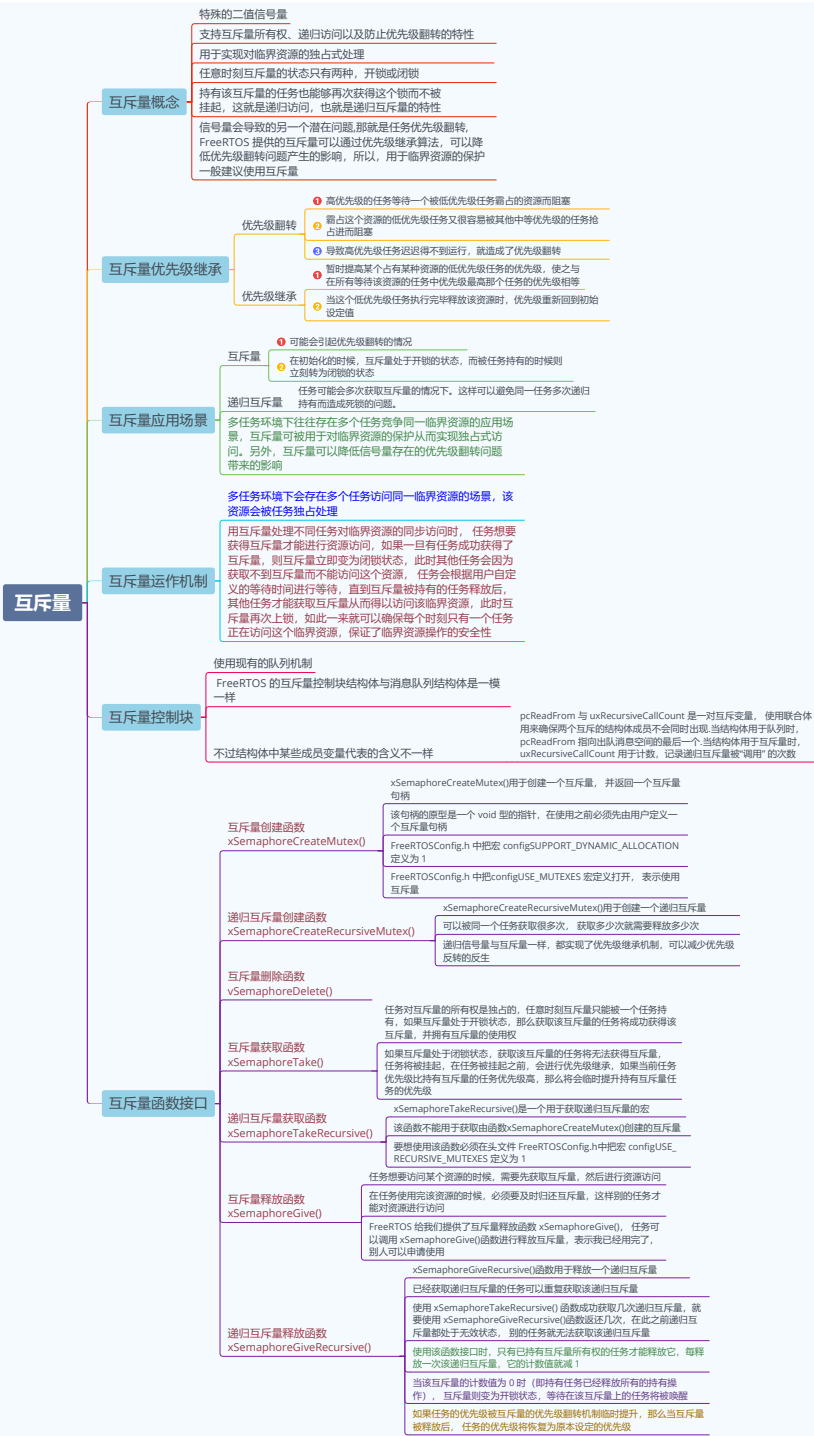 互斥量
互斥量概念
特殊的二值信号量
支持互斥量所有权、递归访问以及防止优先级翻转的特性
用于实现对临界资源的独占式处理
任意时刻互斥量的状态只有两种，开锁或闭锁
持有该互斥量的任务也能够再次获得这个锁而不被
挂起，这就是递归访问，也就是递归互斥量的特性
信号量会导致的另一个潜在问题,那就是任务优先级翻转,
FreeRTOS 提供的互斥量可以通过优先级继承算法，可以降
低优先级翻转问题产生的影响，所以，用于临界资源的保护
一般建议使用互斥量
互斥量优先级继承
优先级翻转
1 高优先级的任务等待一个被低优先级任务霸占的资源而阻塞
2 霸占这个资源的低优先级任务又很容易被其他中等优先级的任务抢
占进而阻塞
3 导致高优先级任务迟迟得不到运行，就造成了优先级翻转
优先级继承
1 暂时提高某个占有某种资源的低优先级任务的优先级，使之与
在所有等待该资源的任务中优先级最高那个任务的优先级相等
2 当这个低优先级任务执行完毕释放该资源时，优先级重新回到初始
设定值
互斥量应用场景
互斥量
1 可能会引起优先级翻转的情况
2 在初始化的时候，互斥量处于开锁的状态，而被任务持有的时候则
立刻转为闭锁的状态
递归互斥量
任务可能会多次获取互斥量的情况下。这样可以避免同一任务多次递归
持有而造成死锁的问题。
多任务环境下往往存在多个任务竞争同一临界资源的应用场
景，互斥量可被用于对临界资源的保护从而实现独占式访
问。另外，互斥量可以降低信号量存在的优先级翻转问题
带来的影响
互斥量运作机制
多任务环境下会存在多个任务访问同一临界资源的场景，该
资源会被任务独占处理
用互斥量处理不同任务对临界资源的同步访问时， 任务想要
获得互斥量才能进行资源访问，如果一旦有任务成功获得了
互斥量，则互斥量立即变为闭锁状态，此时其他任务会因为
获取不到互斥量而不能访问这个资源， 任务会根据用户自定
义的等待时间进行等待，直到互斥量被持有的任务释放后，
其他任务才能获取互斥量从而得以访问该临界资源，此时互
斥量再次上锁，如此一来就可以确保每个时刻只有一个任务
正在访问这个临界资源，保证了临界资源操作的安全性
互斥量控制块
使用现有的队列机制
FreeRTOS 的互斥量控制块结构体与消息队列结构体是一模
一样
不过结构体中某些成员变量代表的含义不一样
pcReadFrom 与 uxRecursiveCallCount 是一对互斥变量， 使用联合体
用来确保两个互斥的结构体成员不会同时出现.当结构体用于队列时，
pcReadFrom 指向出队消息空间的最后一个.当结构体用于互斥量时，
uxRecursiveCallCount 用于计数，记录递归互斥量被“调用” 的次数
互斥量函数接口
互斥量创建函数
xSemaphoreCreateMutex()
xSemaphoreCreateMutex()用于创建一个互斥量， 并返回一个互斥量
句柄
该句柄的原型是一个 void 型的指针，在使用之前必须先由用户定义一
个互斥量句柄
FreeRTOSConfig.h 中把宏 configSUPPORT_DYNAMIC_ALLOCATION
定义为 1
FreeRTOSConfig.h 中把configUSE_MUTEXES 宏定义打开， 表示使用
互斥量
递归互斥量创建函数
xSemaphoreCreateRecursiveMutex()
xSemaphoreCreateRecursiveMutex()用于创建一个递归互斥量
可以被同一个任务获取很多次， 获取多少次就需要释放多少次
递归信号量与互斥量一样，都实现了优先级继承机制，可以减少优先级
反转的反生
互斥量删除函数
vSemaphoreDelete()
互斥量获取函数
xSemaphoreTake()
任务对互斥量的所有权是独占的，任意时刻互斥量只能被一个任务持
有，如果互斥量处于开锁状态，那么获取该互斥量的任务将成功获得该
互斥量，并拥有互斥量的使用权
如果互斥量处于闭锁状态，获取该互斥量的任务将无法获得互斥量，
任务将被挂起，在任务被挂起之前，会进行优先级继承，如果当前任务
优先级比持有互斥量的任务优先级高，那么将会临时提升持有互斥量任
务的优先级
递归互斥量获取函数
xSemaphoreTakeRecursive()
xSemaphoreTakeRecursive()是一个用于获取递归互斥量的宏
该函数不能用于获取由函数xSemaphoreCreateMutex()创建的互斥量
要想使用该函数必须在头文件 FreeRTOSConfig.h中把宏 configUSE_
RECURSIVE_MUTEXES 定义为 1
互斥量释放函数
xSemaphoreGive()
任务想要访问某个资源的时候，需要先获取互斥量，然后进行资源访问
在任务使用完该资源的时候，必须要及时归还互斥量，这样别的任务才
能对资源进行访问
FreeRTOS 给我们提供了互斥量释放函数 xSemaphoreGive()， 任务可
以调用 xSemaphoreGive()函数进行释放互斥量，表示我已经用完了，
别人可以申请使用
递归互斥量释放函数
xSemaphoreGiveRecursive()
xSemaphoreGiveRecursive()函数用于释放一个递归互斥量
已经获取递归互斥量的任务可以重复获取该递归互斥量
使用 xSemaphoreTakeRecursive() 函数成功获取几次递归互斥量，就
要使用 xSemaphoreGiveRecursive()函数返还几次，在此之前递归互
斥量都处于无效状态， 别的任务就无法获取该递归互斥量
使用该函数接口时，只有已持有互斥量所有权的任务才能释放它，每释
放一次该递归互斥量，它的计数值就减 1
当该互斥量的计数值为 0 时（即持有任务已经释放所有的持有操
作）， 互斥量则变为开锁状态，等待在该互斥量上的任务将被唤醒
如果任务的优先级被互斥量的优先级翻转机制临时提升，那么当互斥量
被释放后， 任务的优先级将恢复为原本设定的优先级